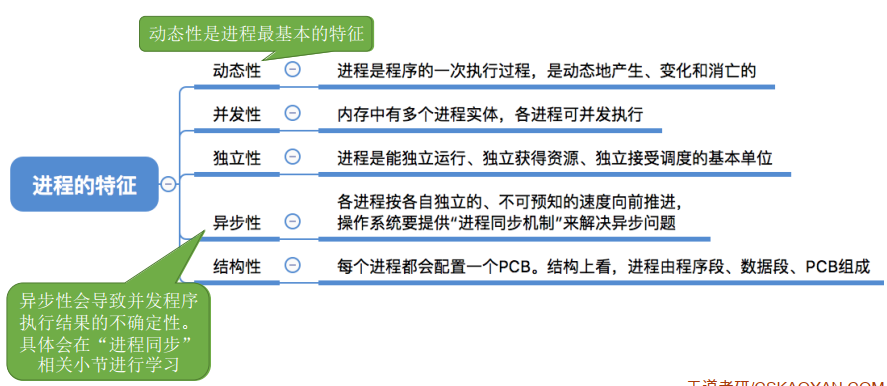 动态性是进程最基本的特征
动态性
进程是程序的一次执行过程，是动态地产生、变化和消亡的
并发性
内存中有多个进程实体，各进程可并发执行
独立性
进程是能独立运行、独立获得资源、独立接受调度的基本单位
进程的特征
各进程按各自独立的、不可预知的速度向前推进，
异步性
操作系统要提供“进程同步机制”来解决异步问题
结构性
每个进程都会配置一个PCB。结构上看，进程由程序段、数据段、PCB组成
异步性会导致并发程序
执行结果的不确定性。
具体会在“进程同步”
相关小节进行学习
王道考研/CSKAOYAN.COM